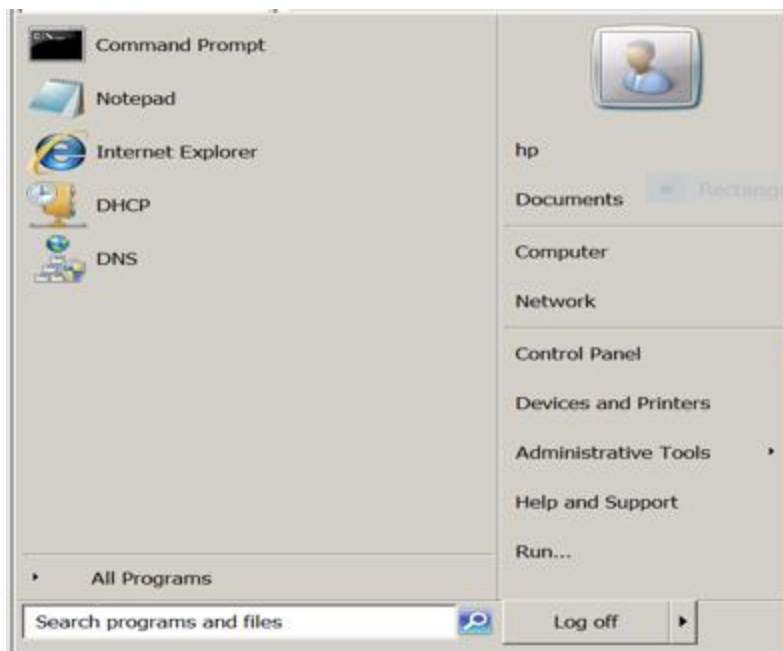 Command Prompt
Notepad
Internet Explorer
DHCP
DNS
All Programs
Search programs and files
hp
Documents
Computer
Network
Control Panel
Devices and Printers
Administrative Tools
Help and Support
Run...
Log off